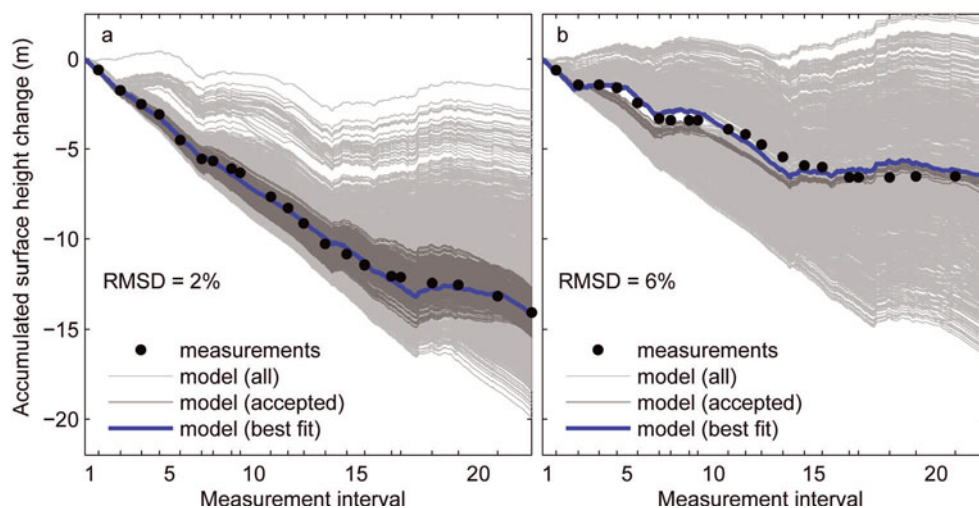 Accumulated surface height change (m)
0
−5
−10
−15
−20
a
RMSD = 2%
measurements
model (all)
model (accepted)
model (best fit)
1 5 10 15 20
Measurement interval
b
RMSD = 6%
measurements
model (all)
model (accepted)
model (best fit)
1 5 10 15 20
Measurement interval